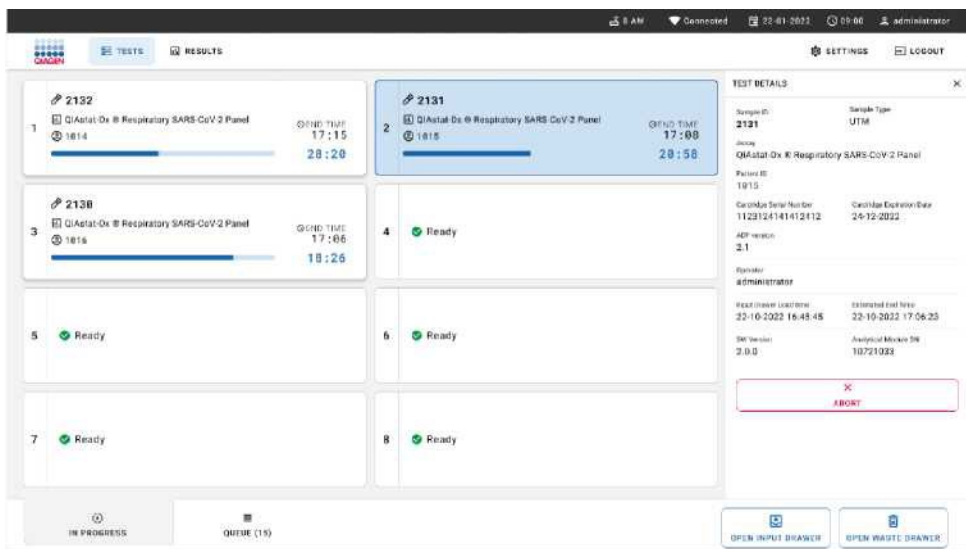 8 AM Connected 22-01-2022 09:00 administrator
QIAGEN TESTS RESULTS SETTINGS LOGOUT
1 2132
QIAstat-Dx ® Respiratory SARS-CoV-2 Panel
1014
END TIME
17:15
20:20
2 2131
QIAstat-Dx ® Respiratory SARS-CoV-2 Panel
1015
END TIME
17:08
20:58
3 2130
QIAstat-Dx ® Respiratory SARS-CoV-2 Panel
1016
END TIME
17:06
18:26
4 Ready
5 Ready
6 Ready
7 Ready
8 Ready
TEST DETAILS
Sample ID Sample Type
2131 UTM
Assay
QIAstat-Dx ® Respiratory SARS-CoV-2 Panel
Patient ID
1015
Cartridge Serial Number Cartridge Expiration Date
1123124141412412 24-12-2022
ADF version
2.1
Operator
administrator
Input Drawer Load time Estimated End Time
22-10-2022 16:48:45 22-10-2022 17:06:23
SW Version Analytical Module SN
2.0.0 10721033
ABORT
IN PROGRESS
QUEUE (15)
OPEN INPUT DRAWER
OPEN WASTE DRAWER